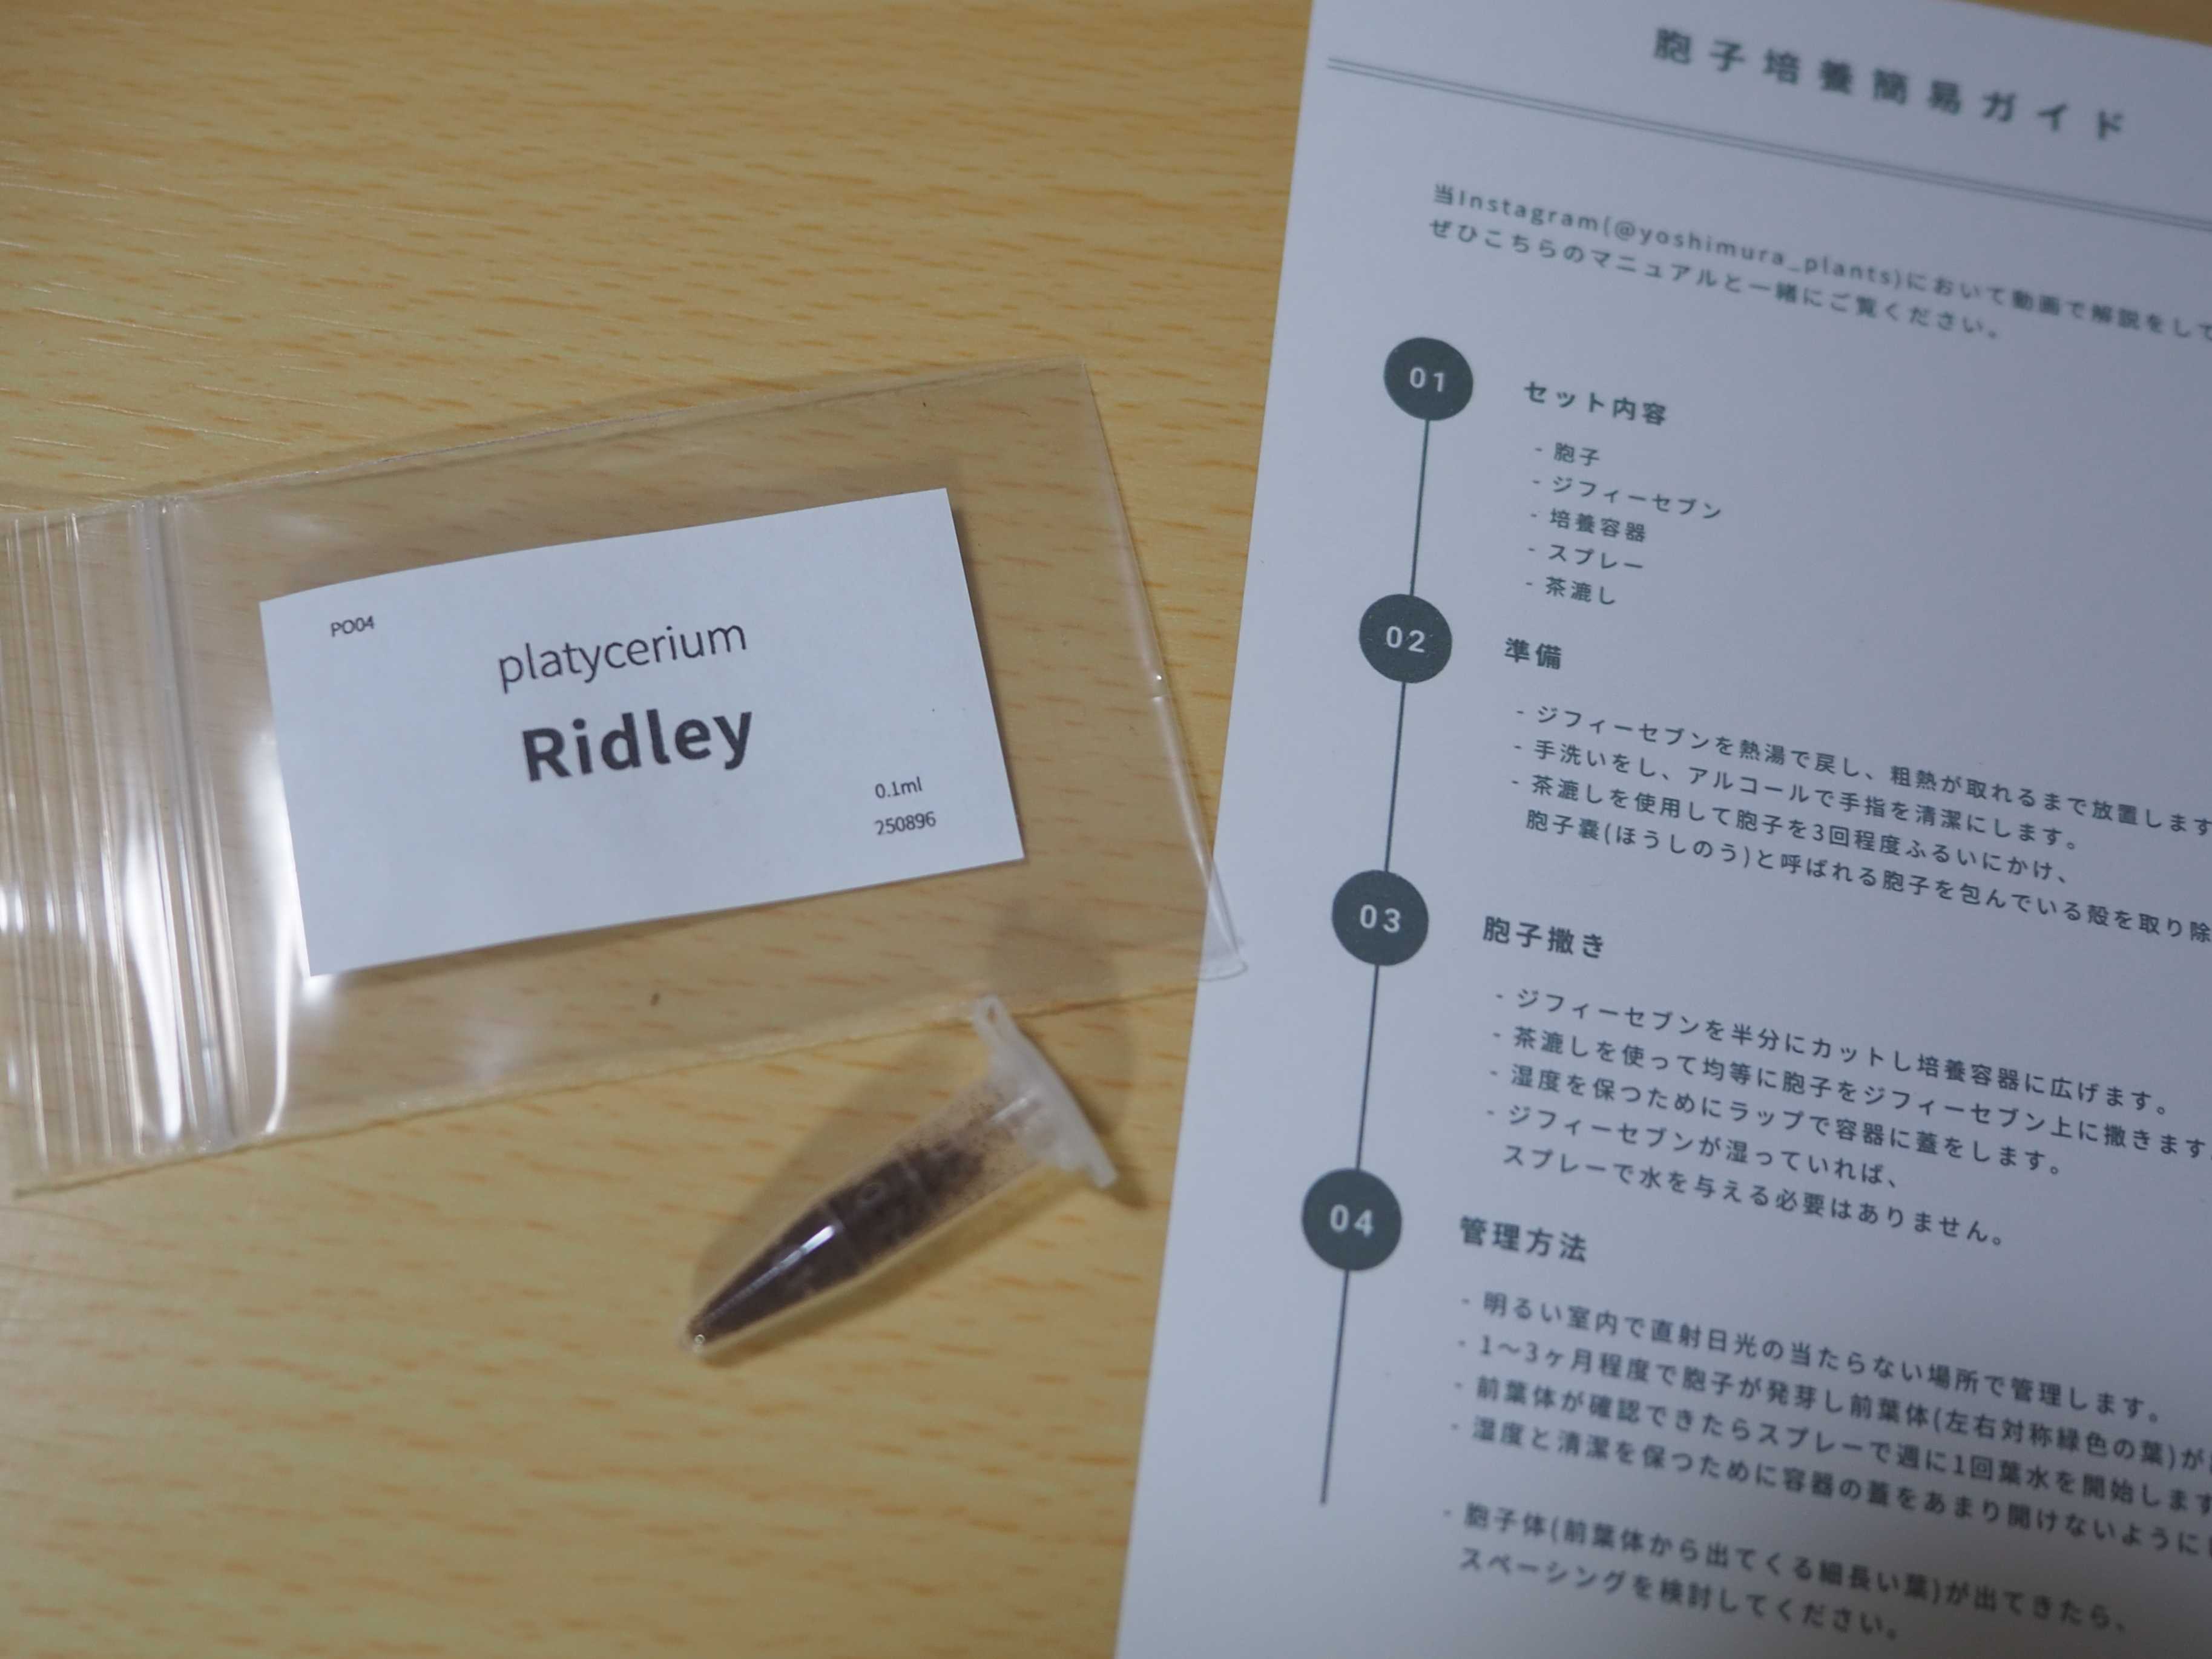 PO04
platycerium
Ridley
0.1ml
250896
胞子培養簡易ガイド
当Instagram(@yoshimura_plants)において動画で解説をして
ぜひこちらのマニュアルと一緒にご覧ください。
01
セット内容
- 胞子
- ジフィーセブン
- 培養容器
- スプレー
- 茶漉し
02
準備
- ジフィーセブンを熱湯で戻し、粗熱が取れるまで放置します
- 手洗いをし、アルコールで手指を清潔にします。
- 茶漉しを使用して胞子を3回程度ふるいにかけ、
胞子嚢(ほうしのう)と呼ばれる胞子を包んでいる殻を取り除
03
胞子撒き
- ジフィーセブンを半分にカットし培養容器に広げます。
- 茶漉しを使って均等に胞子をジフィーセブン上に撒きます
- 湿度を保つためにラップで容器に蓋をします。
- ジフィーセブンが湿っていれば、
スプレーで水を与える必要はありません。
04
管理方法
- 明るい室内で直射日光の当たらない場所で管理します。
- 1〜3ヶ月程度で胞子が発芽し前葉体(左右対称緑色の葉)が
- 前葉体が確認できたらスプレーで週に1回葉水を開始します
- 湿度と清潔を保つために容器の蓋をあまり開けないように
- 胞子体(前葉体から出てくる細長い葉)が出てきたら、
スペーシングを検討してください。